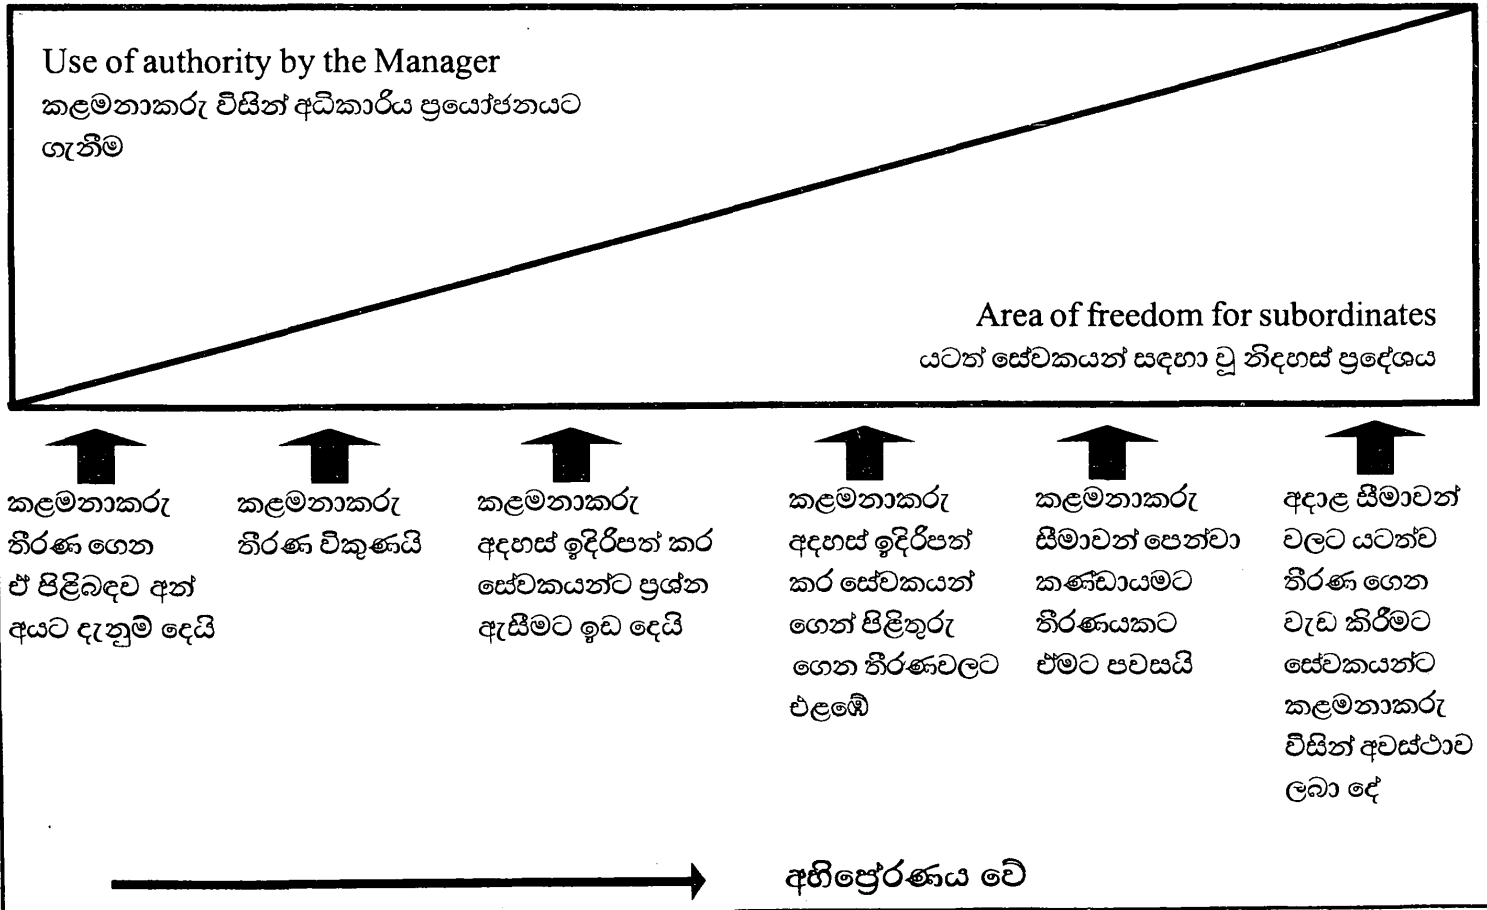 Use of authority by the Manager
කළමනාකරු විසින් අධිකාරිය ප්‍රයෝජනයට
ගැනීම
Area of freedom for subordinates
යටත් සේවකයන් සඳහා වූ නිදහස් ප්‍රදේශය
කළමනාකරු
තීරණ ගෙන
ඒ පිළිබඳව අන්
අයට දැනුම් දෙයි
කළමනාකරු
තීරණ විකුණයි
කළමනාකරු
අදහස් ඉදිරිපත් කර
සේවකයන්ට ප්‍රශ්න
ඇසීමට ඉඩ දෙයි
කළමනාකරු
අදහස් ඉදිරිපත්
කර සේවකයන්
ගෙන් පිළිතුරු
ගෙන තීරණවලට
එළඹේ
කළමනාකරු
සීමාවන් පෙන්වා
කණ්ඩායමට
තීරණයකට
ඒමට පවසයි
අදාළ සීමාවන්
වලට යටත්ව
තීරණ ගෙන
වැඩ කිරීමට
සේවකයන්ට
කළමනාකරු
විසින් අවස්ථාව
ලබා දේ
අභිප්‍රේරණය වේ